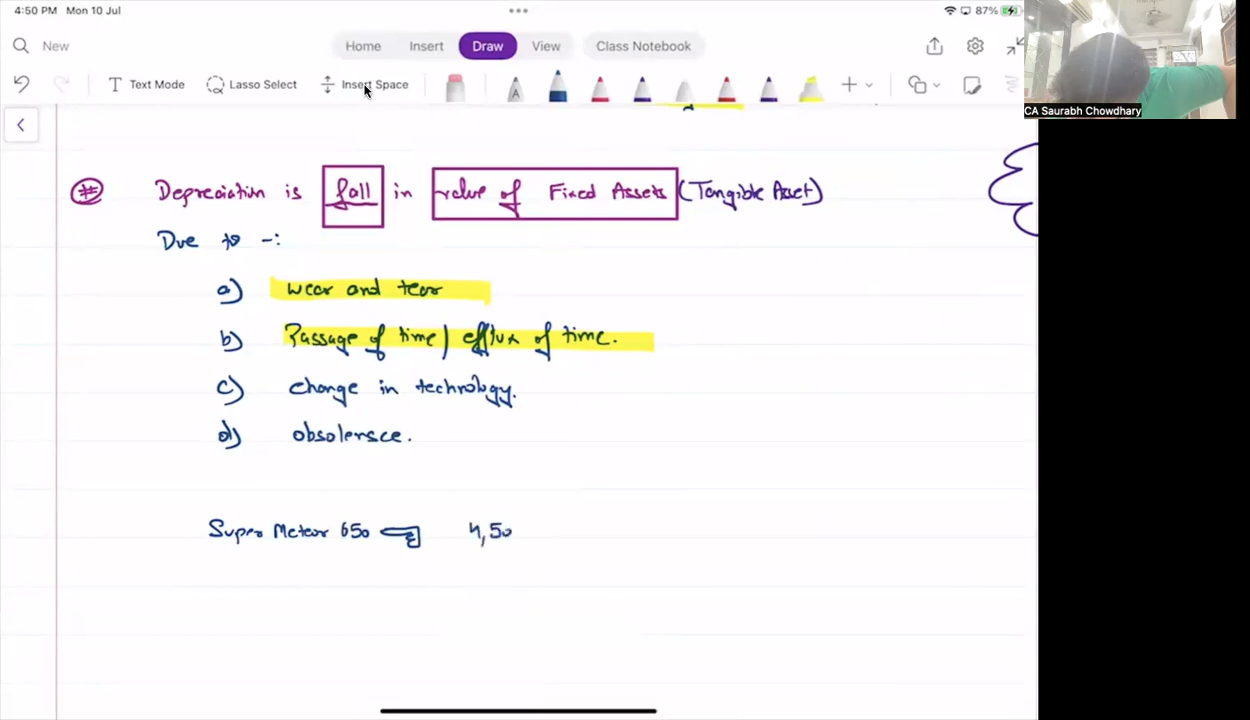 4:50 PM Mon 10 Jul
87%
New
Home Insert Draw View Class Notebook
Text Mode Lasso Select Insert Space
CA Saurabh Chowdhary
# Depreciation is fall in value of Fixed Assets (Tangible Asset)
Due to -:
a) wear and tear
b) Passage of time / efflux of time.
c) change in technology.
d) obsolensce.
Super Meteor 650 4,50